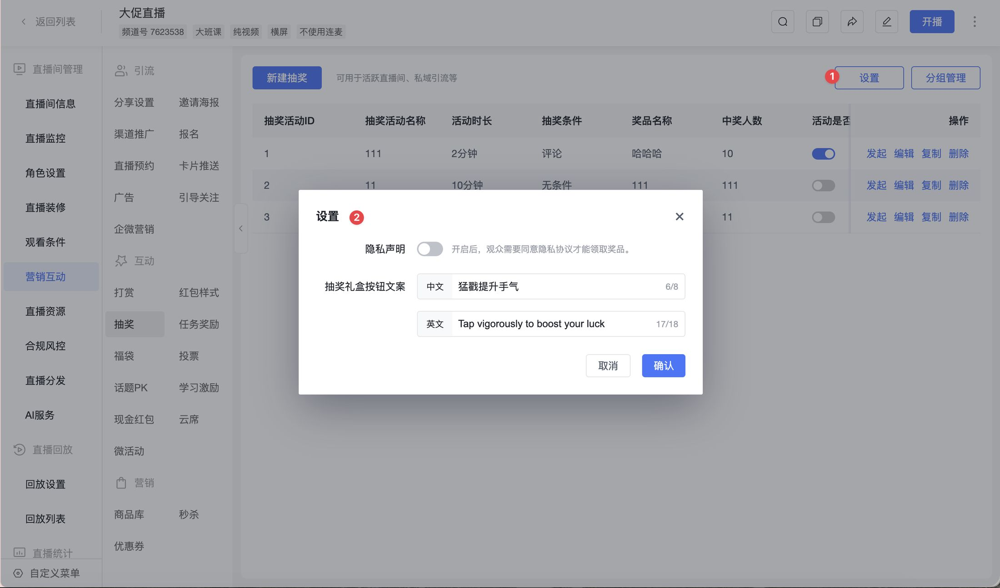 返回列表
大促直播
频道号 7623538 大班课 纯视频 横屏 不使用连麦
开播
直播间管理
直播间信息
直播监控
角色设置
直播装修
观看条件
营销互动
直播资源
合规风控
直播分发
AI服务
直播回放
回放设置
回放列表
直播统计
自定义菜单
引流
分享设置 邀请海报
渠道推广 报名
直播预约 卡片推送
广告 引导关注
企微营销
互动
打赏 红包样式
抽奖 任务奖励
福袋 投票
话题PK 学习激励
现金红包 云席
微活动
营销
商品库 秒杀
优惠券
新建抽奖 可用于活跃直播间、私域引流等 1 设置 分组管理
抽奖活动ID 抽奖活动名称 活动时长 抽奖条件 奖品名称 中奖人数 活动是否 操作
1 111 2分钟 评论 哈哈哈 10 发起 编辑 复制 删除
2 11 10分钟 无条件 111 111 发起 编辑 复制 删除
3 11 发起 编辑 复制 删除
设置 2
隐私声明 开启后，观众需要同意隐私协议才能领取奖品。
抽奖礼盒按钮文案 中文 猛戳提升手气 6/8
英文 Tap vigorously to boost your luck 17/18
取消 确认